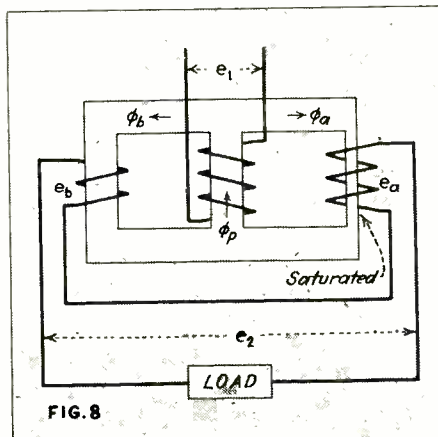 e₁
ϕb ← → ϕa
eb
ea
ϕp
Saturated
e₂
LOAD
FIG. 8